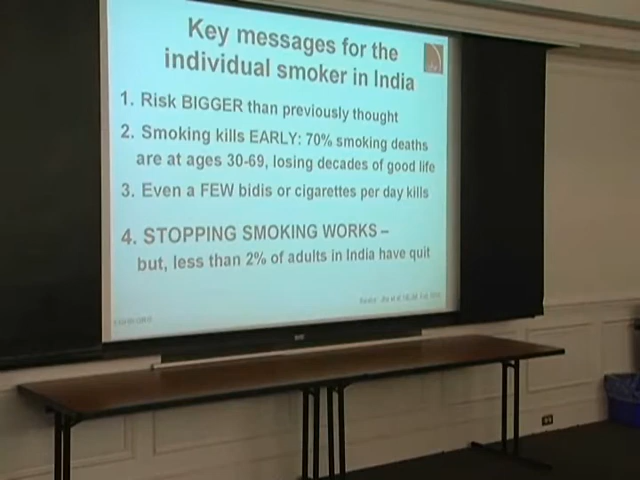 Key messages for the
individual smoker in India
1. Risk BIGGER than previously thought
2. Smoking kills EARLY: 70% smoking deaths
are at ages 30-69, losing decades of good life
3. Even a FEW bidis or cigarettes per day kills
4. STOPPING SMOKING WORKS –
but, less than 2% of adults in India have quit